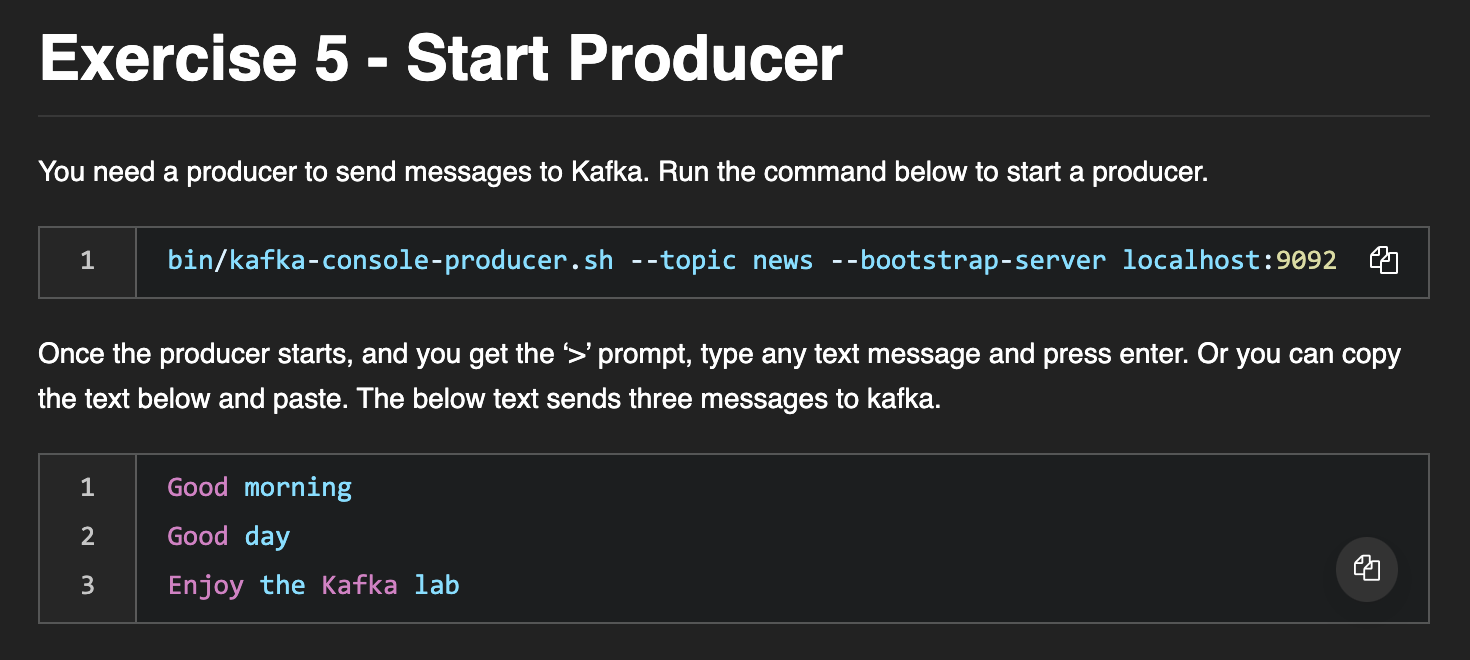 Exercise 5 - Start Producer
You need a producer to send messages to Kafka. Run the command below to start a producer.
1 bin/kafka-console-producer.sh --topic news --bootstrap-server localhost:9092
Once the producer starts, and you get the ‘>’ prompt, type any text message and press enter. Or you can copy
the text below and paste. The below text sends three messages to kafka.
1 Good morning
2 Good day
3 Enjoy the Kafka lab